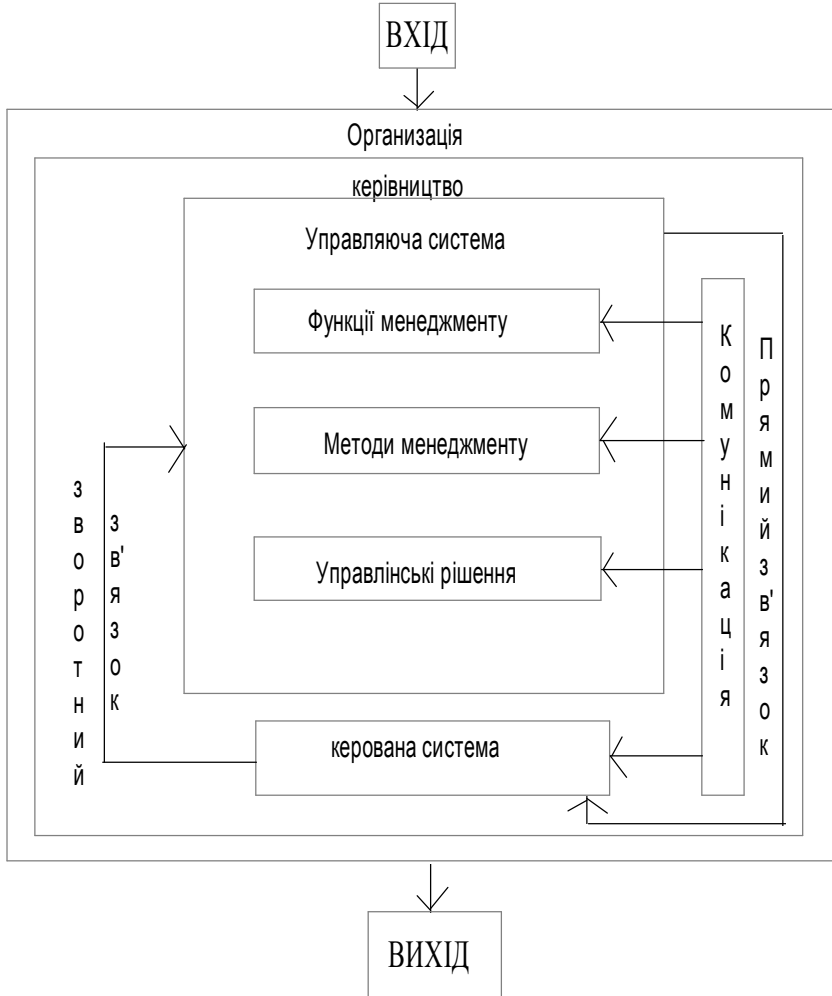 ВХІД
Организація
керівництво
Управляюча система
Функції менеджменту
Методи менеджменту
Управлінські рішення
керована система
зворотний
зв'язок
Комунікація
Прямий зв'язок
ВИХІД